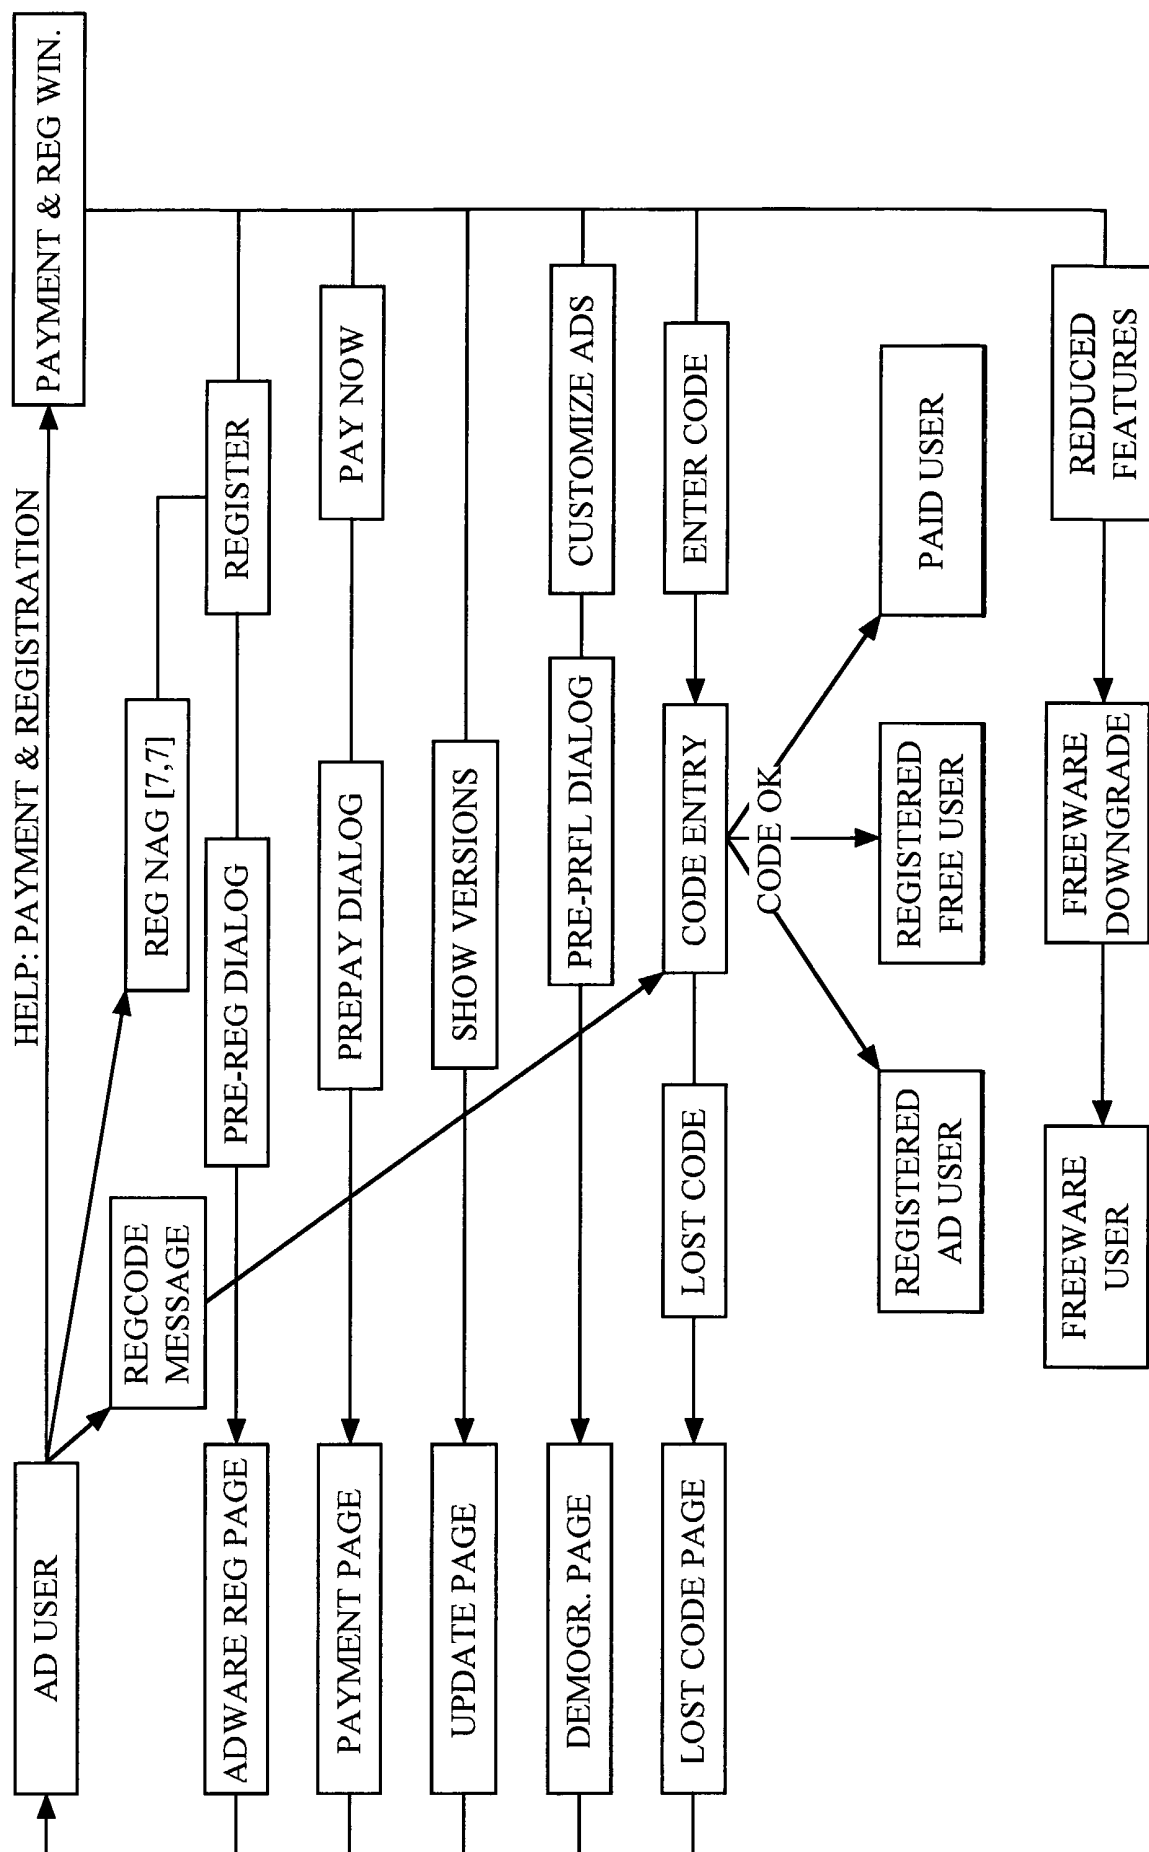 AD USER
HELP: PAYMENT & REGISTRATION
PAYMENT & REG WIN.
REGCODE
MESSAGE
REG NAG [7,7]
ADWARE REG PAGE
PRE-REG DIALOG
REGISTER
PAYMENT PAGE
PREPAY DIALOG
PAY NOW
UPDATE PAGE
SHOW VERSIONS
DEMOGR. PAGE
PRE-PRFL DIALOG
CUSTOMIZE ADS
LOST CODE PAGE
LOST CODE
CODE ENTRY
ENTER CODE
CODE OK
REGISTERED
AD USER
REGISTERED
FREE USER
PAID USER
FREEWARE
USER
FREEWARE
DOWNGRADE
REDUCED
FEATURES